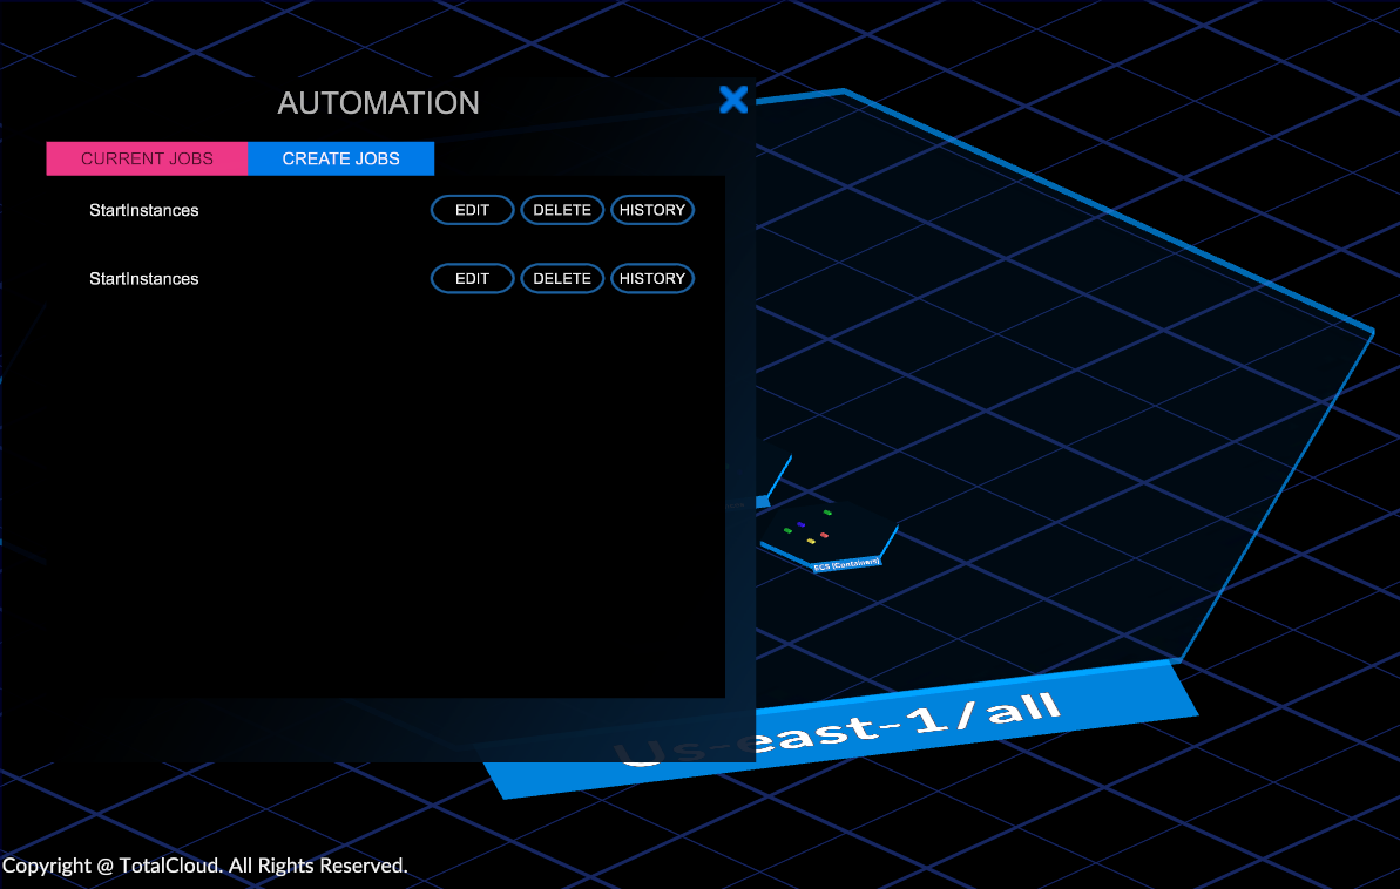 AUTOMATION
CURRENT JOBS CREATE JOBS
StartInstances EDIT DELETE HISTORY
StartInstances EDIT DELETE HISTORY
ECS (Containers)
Us-east-1/all
Copyright @ TotalCloud. All Rights Reserved.